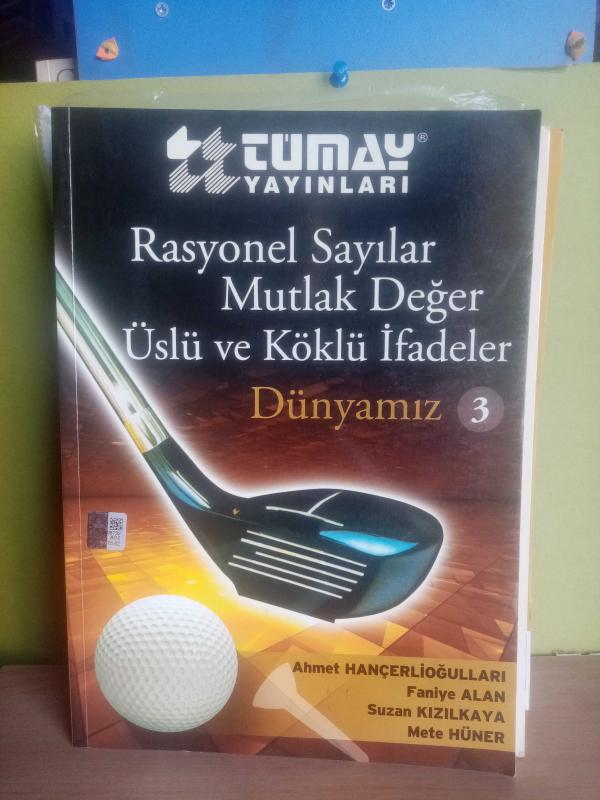 TÜMAY®
YAYINLARI
Rasyonel Sayılar
Mutlak Değer
Üslü ve Köklü İfadeler
Dünyamız 3
Ahmet HANÇERLİOĞULLARI
Faniye ALAN
Suzan KIZILKAYA
Mete HÜNER